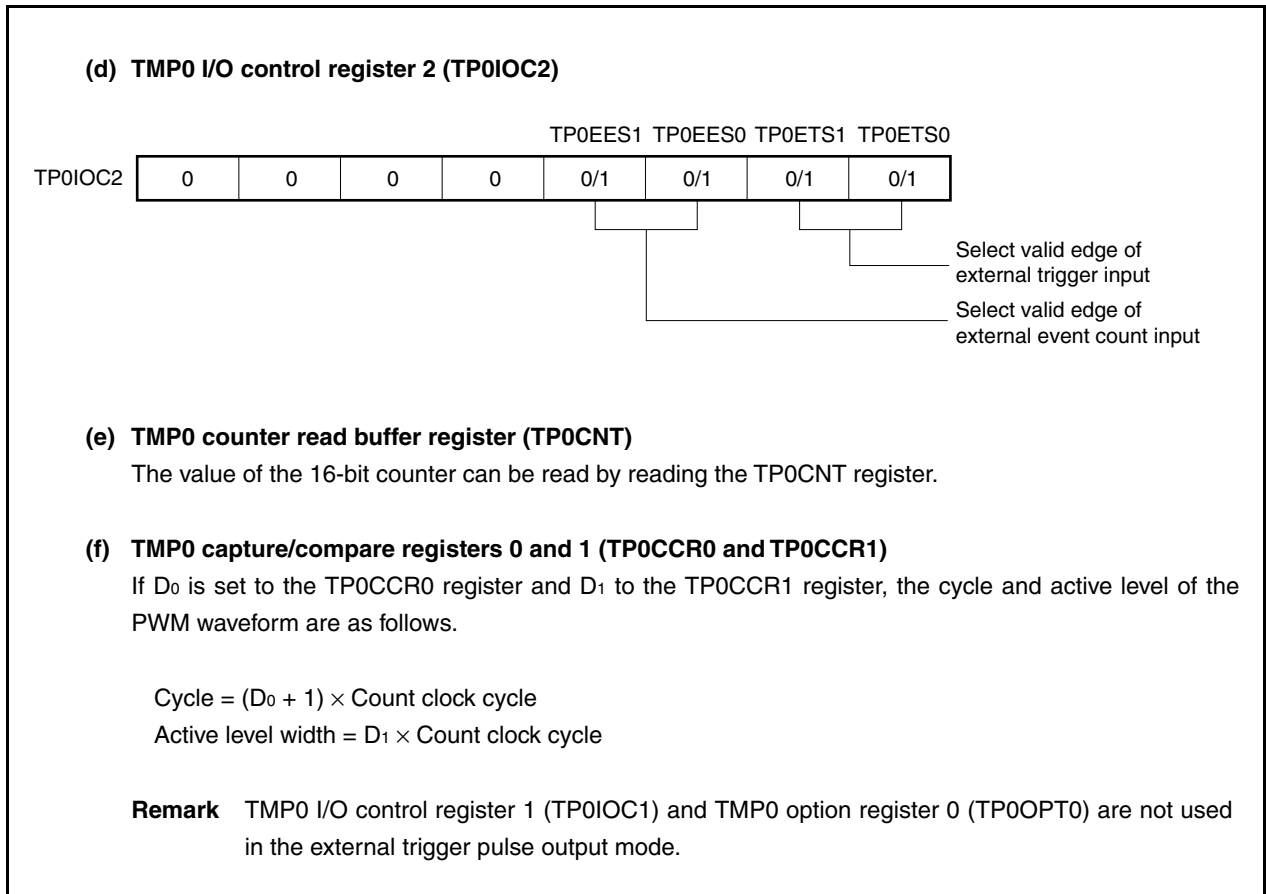 (d) TMP0 I/O control register 2 (TP0IOC2)
TP0EES1 TP0EES0 TP0ETS1 TP0ETS0
TP0IOC2 0 0 0 0 0/1 0/1 0/1 0/1
Select valid edge of
external trigger input
Select valid edge of
external event count input
(e) TMP0 counter read buffer register (TP0CNT)
The value of the 16-bit counter can be read by reading the TP0CNT register.
(f) TMP0 capture/compare registers 0 and 1 (TP0CCR0 and TP0CCR1)
If D0 is set to the TP0CCR0 register and D1 to the TP0CCR1 register, the cycle and active level of the
PWM waveform are as follows.
Cycle = (D0 + 1) × Count clock cycle
Active level width = D1 × Count clock cycle
Remark TMP0 I/O control register 1 (TP0IOC1) and TMP0 option register 0 (TP0OPT0) are not used
in the external trigger pulse output mode.